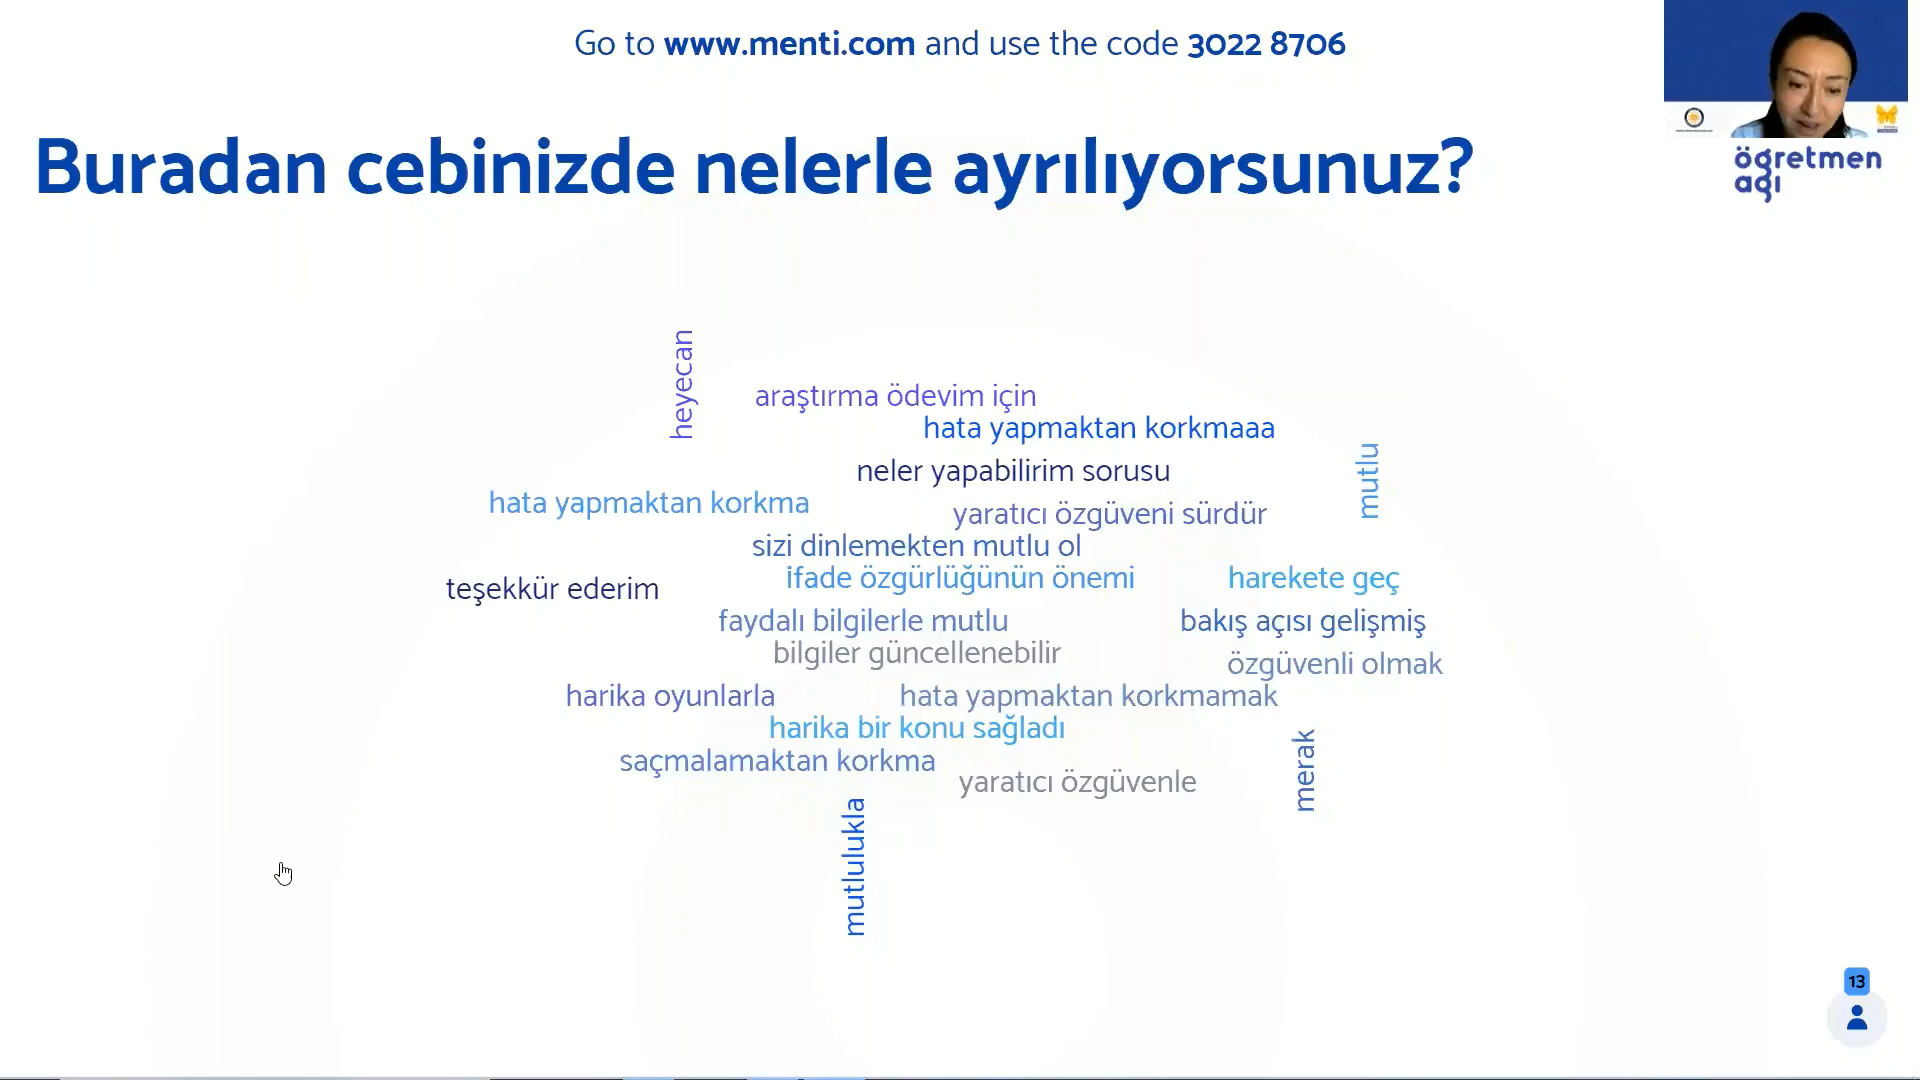 Go to www.menti.com and use the code 3022 8706
Buradan cebinizde nelerle ayrılıyorsunuz?
öğretmen
ağı
heyecan
araştırma ödevim için
hata yapmaktan korkmaaa
mutlu
neler yapabilirim sorusu
hata yapmaktan korkma
yaratıcı özgüveni sürdür
sizi dinlemekten mutlu ol
teşekkür ederim
ifade özgürlüğünün önemi
harekete geç
faydalı bilgilerle mutlu
bakış açısı gelişmiş
bilgiler güncellenebilir
özgüvenli olmak
harika oyunlarla
hata yapmaktan korkmamak
harika bir konu sağladı
merak
saçmalamaktan korkma
yaratıcı özgüvenle
mutlulukla
13